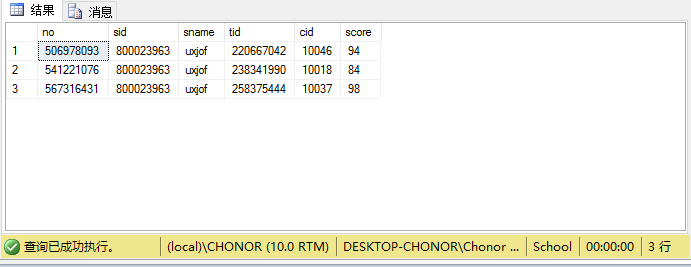 结果 消息
no sid sname tid cid score
1 506978093 800023963 uxjof 220667042 10046 94
2 541221076 800023963 uxjof 238341990 10018 84
3 567316431 800023963 uxjof 258375444 10037 98
查询已成功执行。 (local)\CHONOR (10.0 RTM) DESKTOP-CHONOR\Chonor ... School 00:00:00 3 行